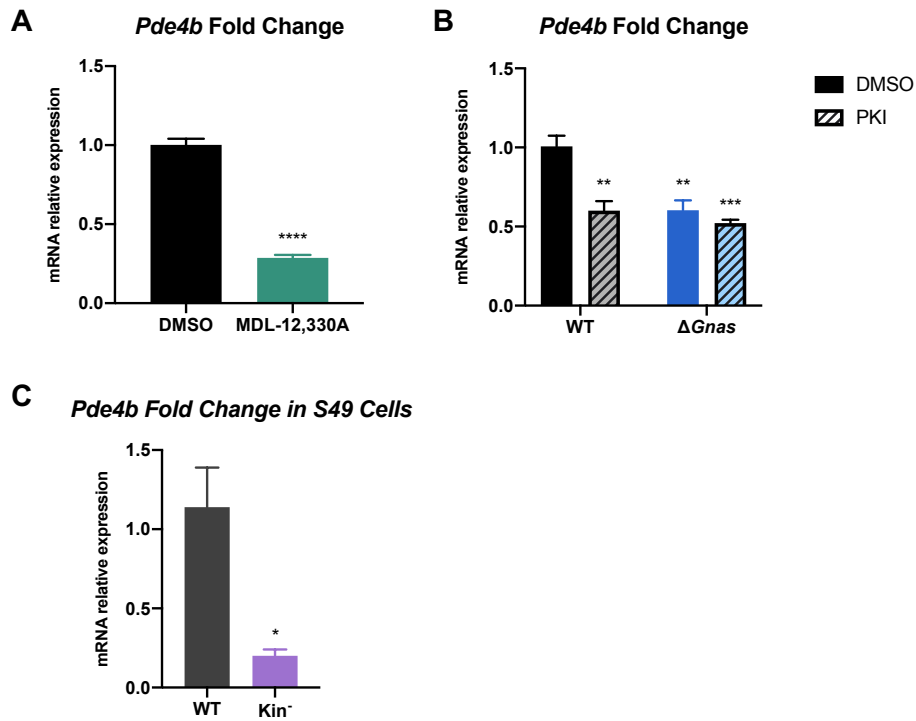 A
Pde4b Fold Change
mRNA relative expression
1.5
1.0
0.5
0.0
****
DMSO
MDL-12,330A
B
Pde4b Fold Change
mRNA relative expression
1.5
1.0
0.5
0.0
**
**
***
WT
ΔGnas
DMSO
PKI
C
Pde4b Fold Change in S49 Cells
mRNA relative expression
1.5
1.0
0.5
0.0
*
WT
Kin⁻